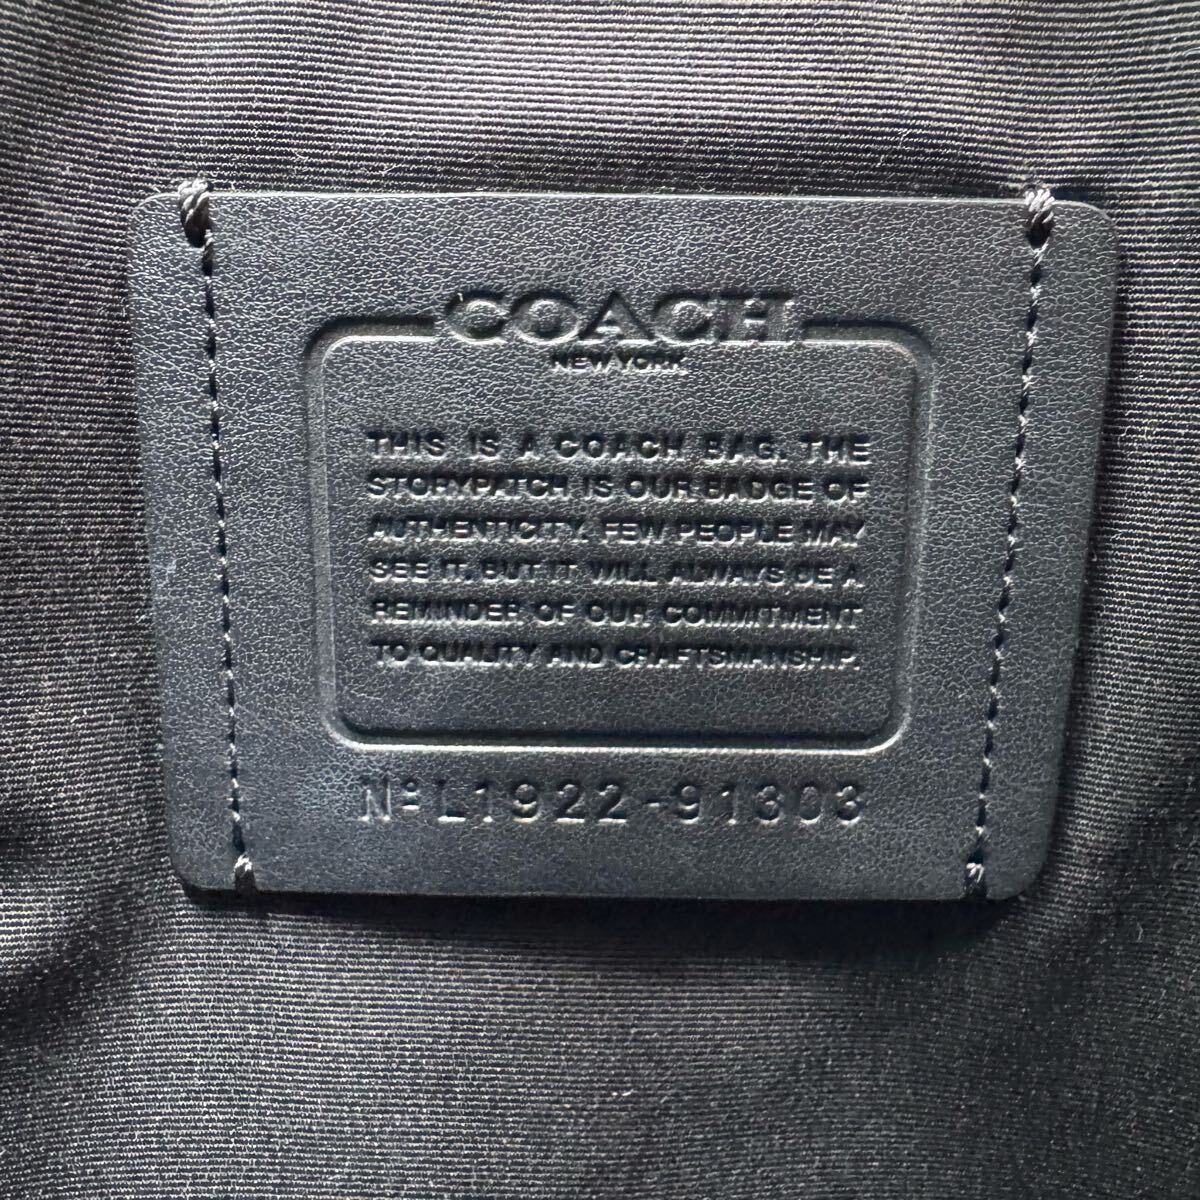 COACH
NEW YORK
THIS IS A COACH BAG. THE
STORYPATCH IS OUR BADGE OF
AUTHENTICITY. FEW PEOPLE MAY
SEE IT, BUT IT WILL ALWAYS BE A
REMINDER OF OUR COMMITMENT
TO QUALITY AND CRAFTSMANSHIP.
Nº L1922-91303